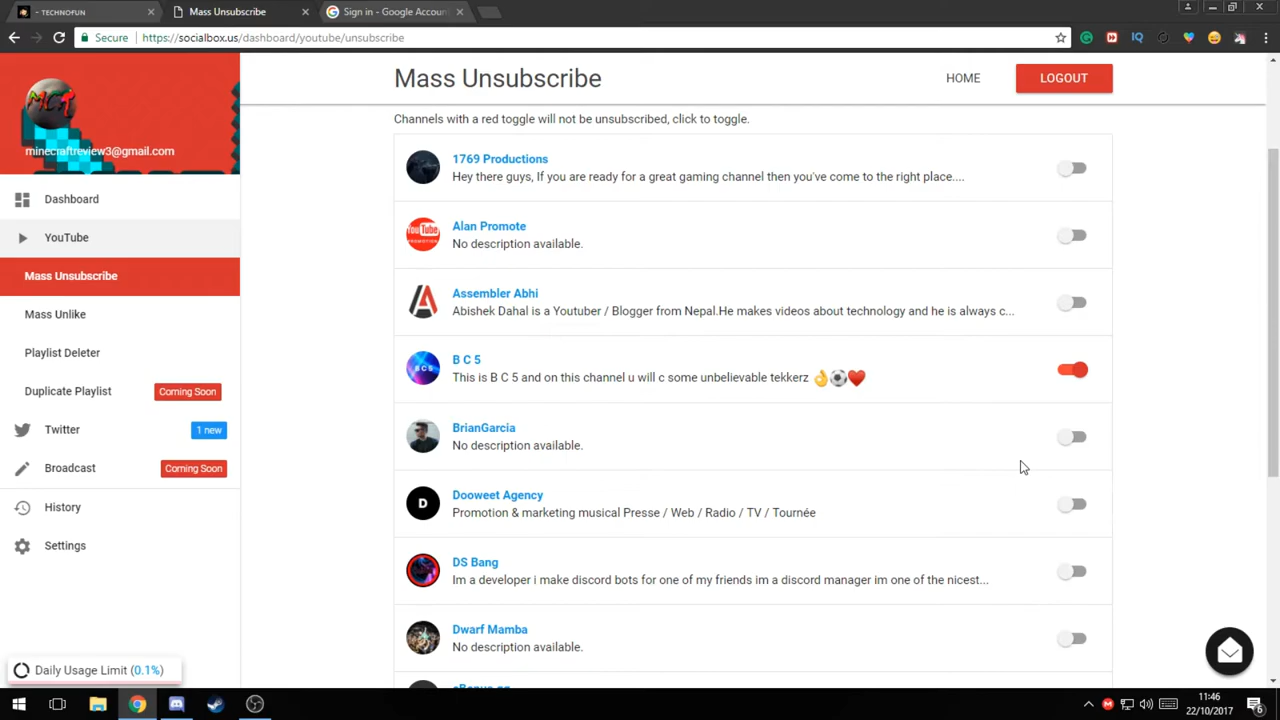 - TECHNOFUN
Mass Unsubscribe
Sign in - Google Accoun
Secure
https://socialbox.us/dashboard/youtube/unsubscribe
MCT
minecraftreview3@gmail.com
Dashboard
YouTube
Mass Unsubscribe
Mass Unlike
Playlist Deleter
Duplicate Playlist Coming Soon
Twitter 1 new
Broadcast Coming Soon
History
Settings
Daily Usage Limit (0.1%)
Mass Unsubscribe
HOME
LOGOUT
Channels with a red toggle will not be unsubscribed, click to toggle.
1769 Productions
Hey there guys, If you are ready for a great gaming channel then you've come to the right place....
YouTube
PROMOTION
Alan Promote
No description available.
Assembler Abhi
Abishek Dahal is a Youtuber / Blogger from Nepal.He makes videos about technology and he is always c...
BCS
B C 5
This is B C 5 and on this channel u will c some unbelievable tekkerz 👌⚽❤️
BrianGarcia
No description available.
D
Dooweet Agency
Promotion & marketing musical Presse / Web / Radio / TV / Tournée
DS Bang
Im a developer i make discord bots for one of my friends im a discord manager im one of the nicest...
Dwarf Mamba
No description available.
11:46
22/10/2017
6